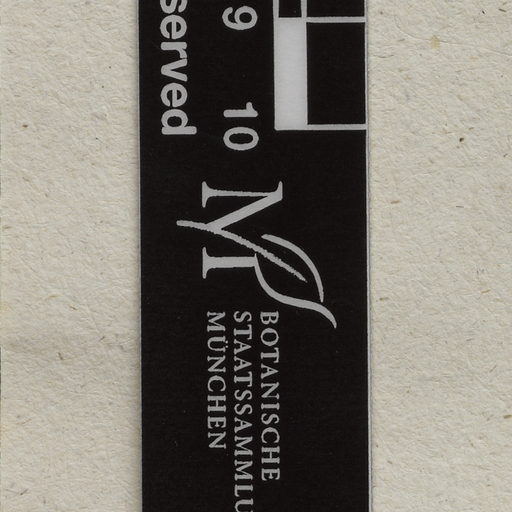 served
9 10
M
BOTANISCHE
STAATSSAMMLU
MÜNCHEN